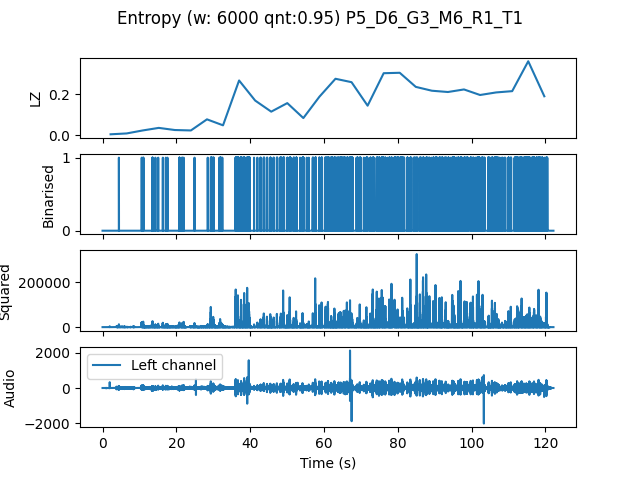 Entropy (w: 6000 qnt:0.95) P5_D6_G3_M6_R1_T1
LZ
0.2
0.0
Binarised
1
0
Squared
200000
0
Audio
2000
0
−2000
Left channel
0 20 40 60 80 100 120
Time (s)